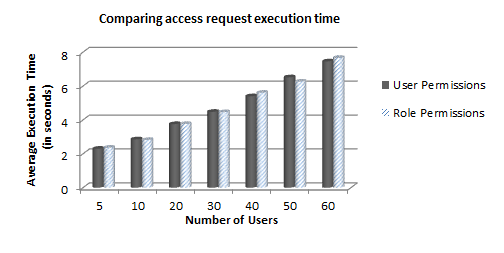 Comparing access request execution time
Average Execution Time
(in seconds)
8
6
4
2
0
5 10 20 30 40 50 60
Number of Users
User Permissions
Role Permissions